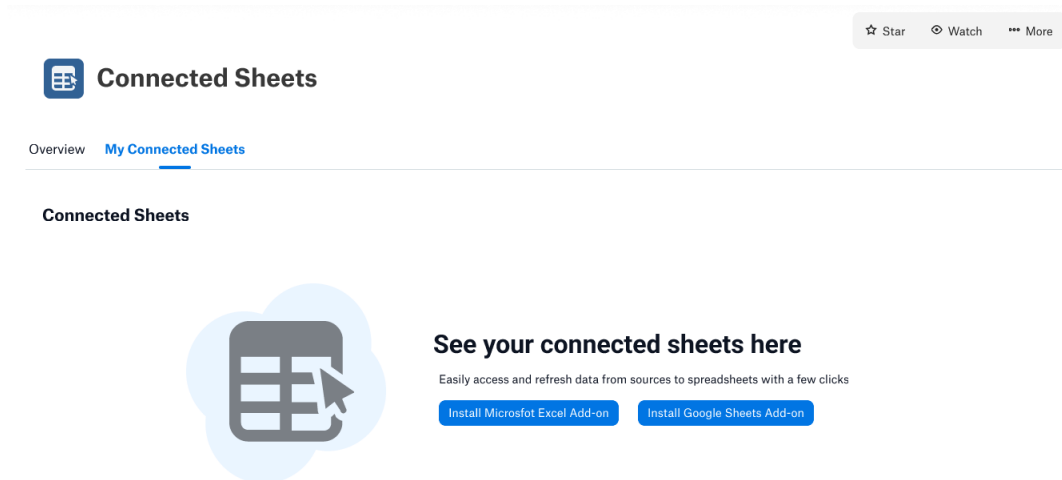 Star Watch More
Connected Sheets
Overview My Connected Sheets
Connected Sheets
See your connected sheets here
Easily access and refresh data from sources to spreadsheets with a few clicks
Install Microsfot Excel Add-on Install Google Sheets Add-on